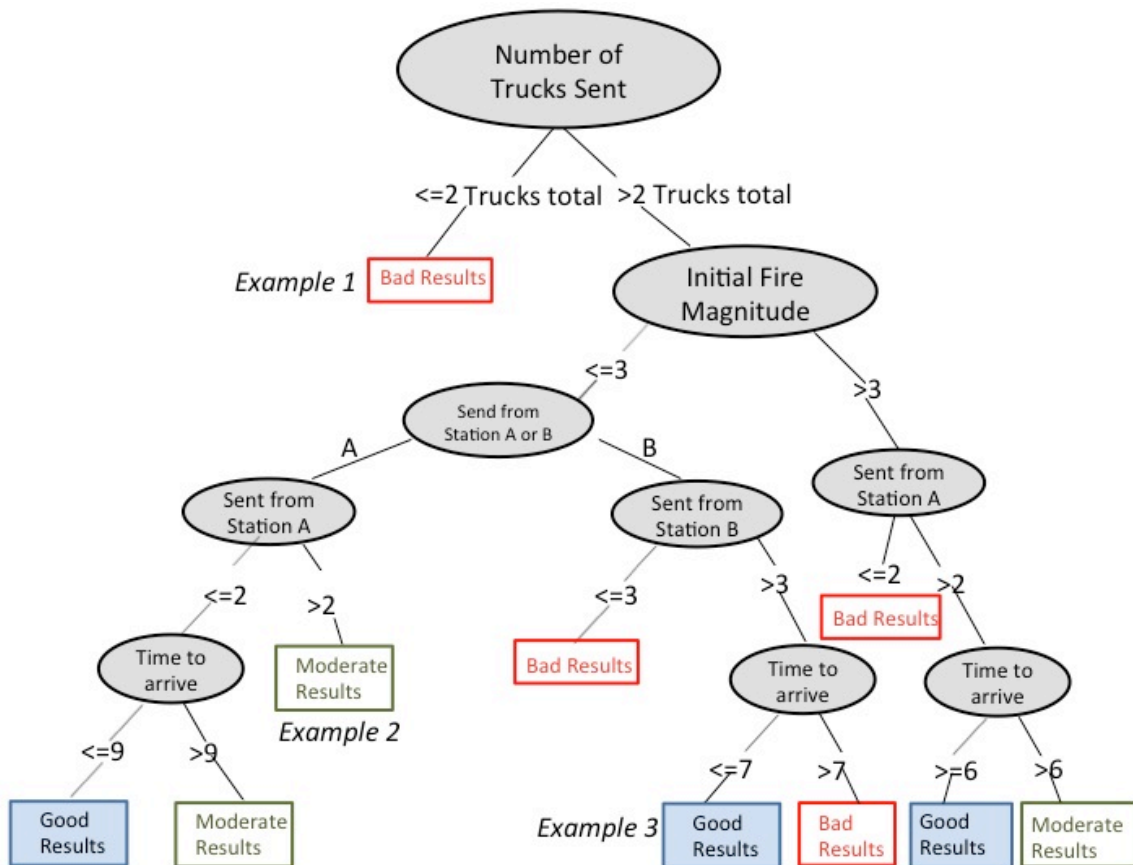 Number of
Trucks Sent
<=2 Trucks total
>2 Trucks total
Example 1
Bad Results
Initial Fire
Magnitude
<=3
>3
Send from
Station A or B
A
B
Sent from
Station A
Sent from
Station B
Sent from
Station A
<=2
>2
<=3
>3
<=2
>2
Bad Results
Time to
arrive
Moderate
Results
Example 2
Bad Results
Time to
arrive
Time to
arrive
<=9
>9
<=7
>7
>=6
>6
Good
Results
Moderate
Results
Example 3
Good
Results
Bad
Results
Good
Results
Moderate
Results